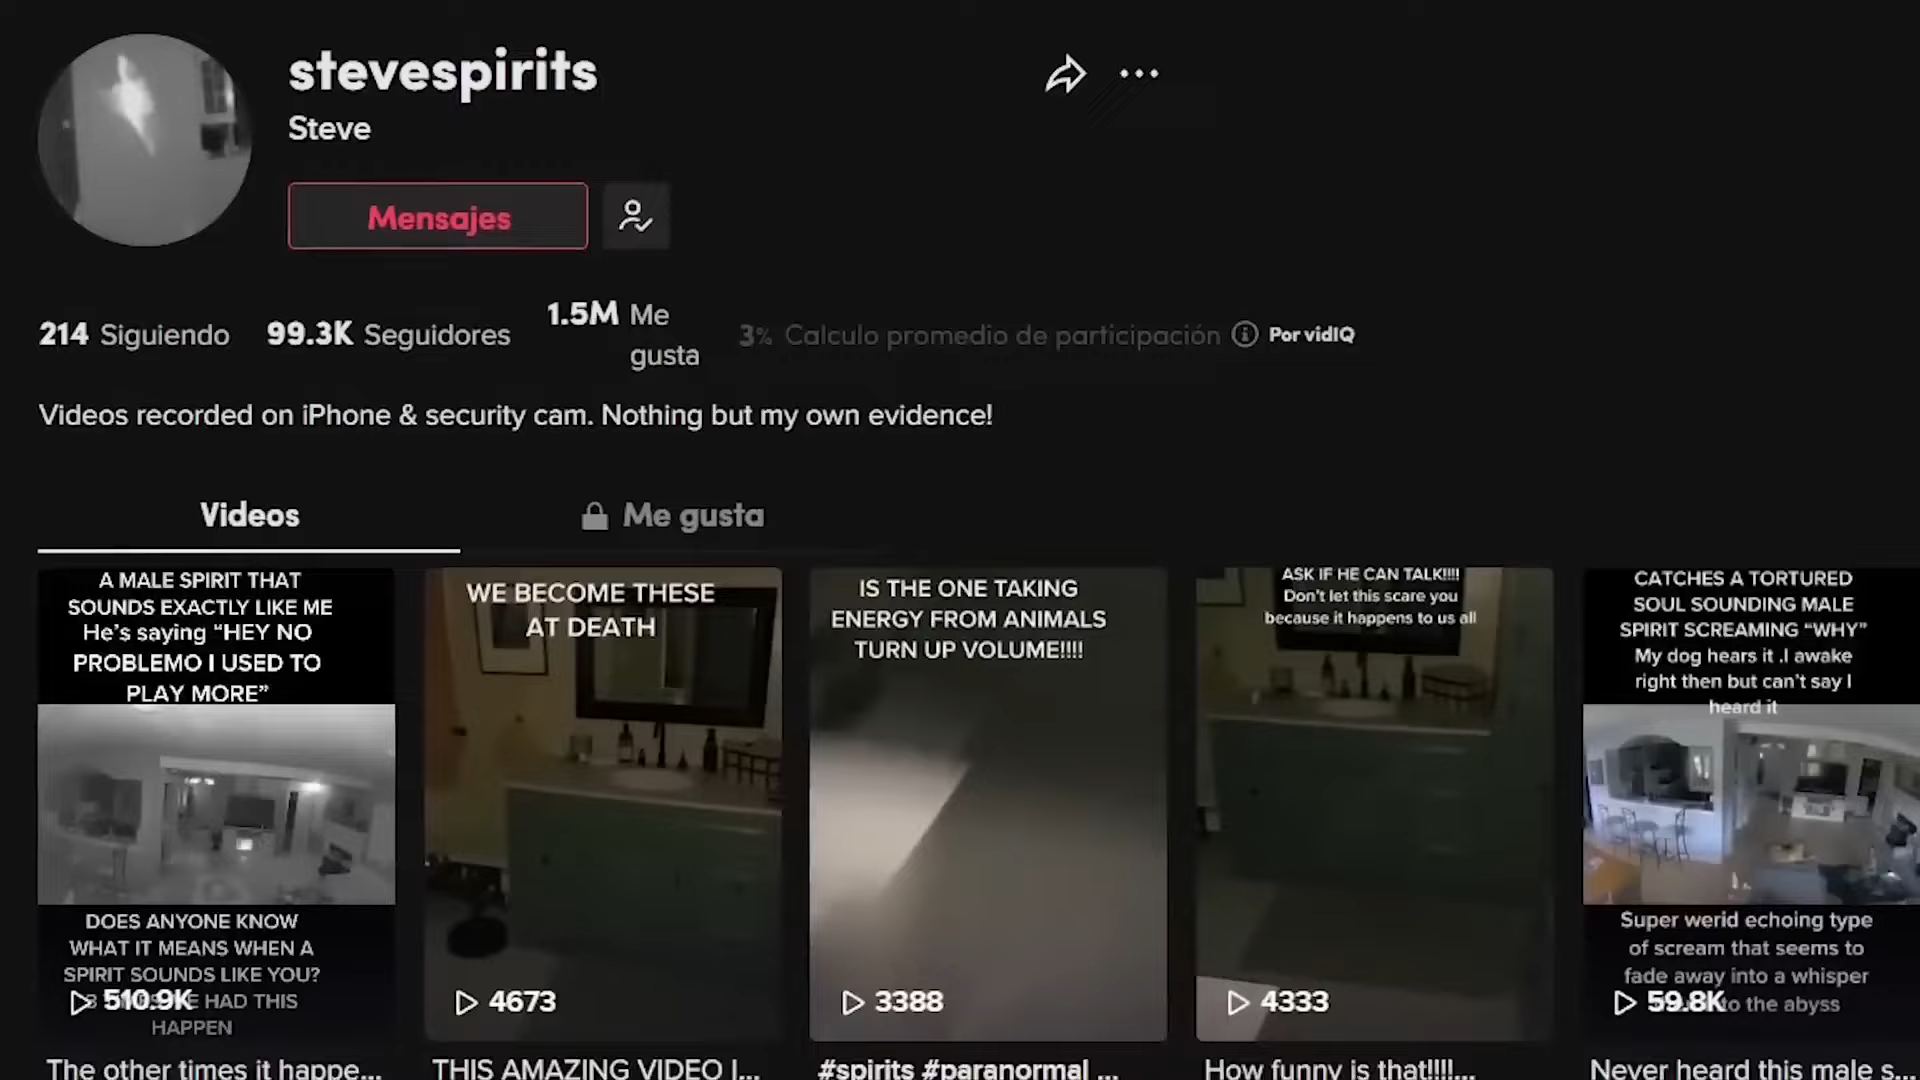 stevespirits
Steve
Mensajes
214 Siguiendo 99.3K Seguidores 1.5M Me gusta 3% Calculo promedio de participación Por vidIQ
Videos recorded on iPhone & security cam. Nothing but my own evidence!
Videos Me gusta
A MALE SPIRIT THAT
SOUNDS EXACTLY LIKE ME
He's saying “HEY NO
PROBLEMO I USED TO
PLAY MORE”
DOES ANYONE KNOW
WHAT IT MEANS WHEN A
SPIRIT SOUNDS LIKE YOU?
HAD THIS
HAPPEN
510.9K
The other times it happe...
WE BECOME THESE
AT DEATH
4673
THIS AMAZING VIDEO I...
IS THE ONE TAKING
ENERGY FROM ANIMALS
TURN UP VOLUME!!!!
3388
#spirits #paranormal ...
ASK IF HE CAN TALK!!!!
Don't let this scare you
because it happens to us all
4333
How funny is that!!!!...
CATCHES A TORTURED
SOUL SOUNDING MALE
SPIRIT SCREAMING “WHY”
My dog hears it .I awake
right then but can't say I
heard it
Super werid echoing type
of scream that seems to
fade away into a whisper
to the abyss
59.8K
Never heard this male s...